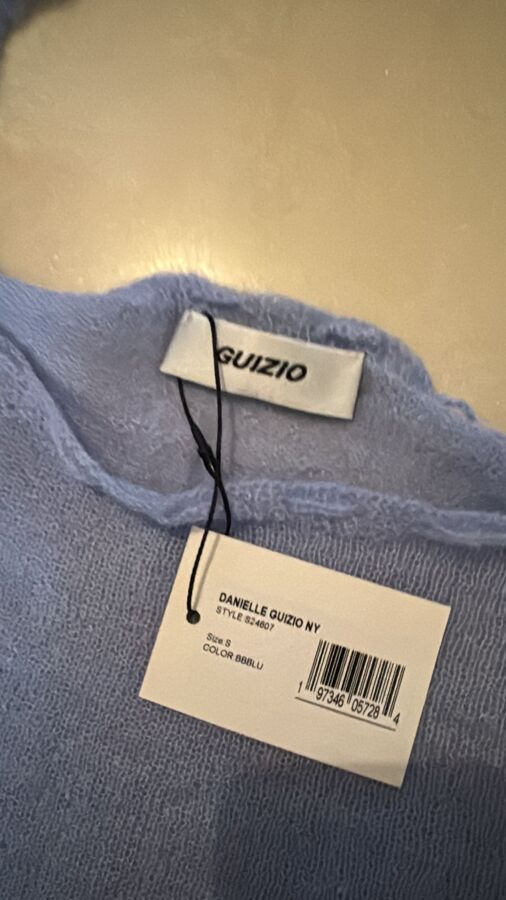 GUIZIO
DANIELLE GUIZIO NY
STYLE S24607
Size S
COLOR BBBLU
1 97346 05728 4